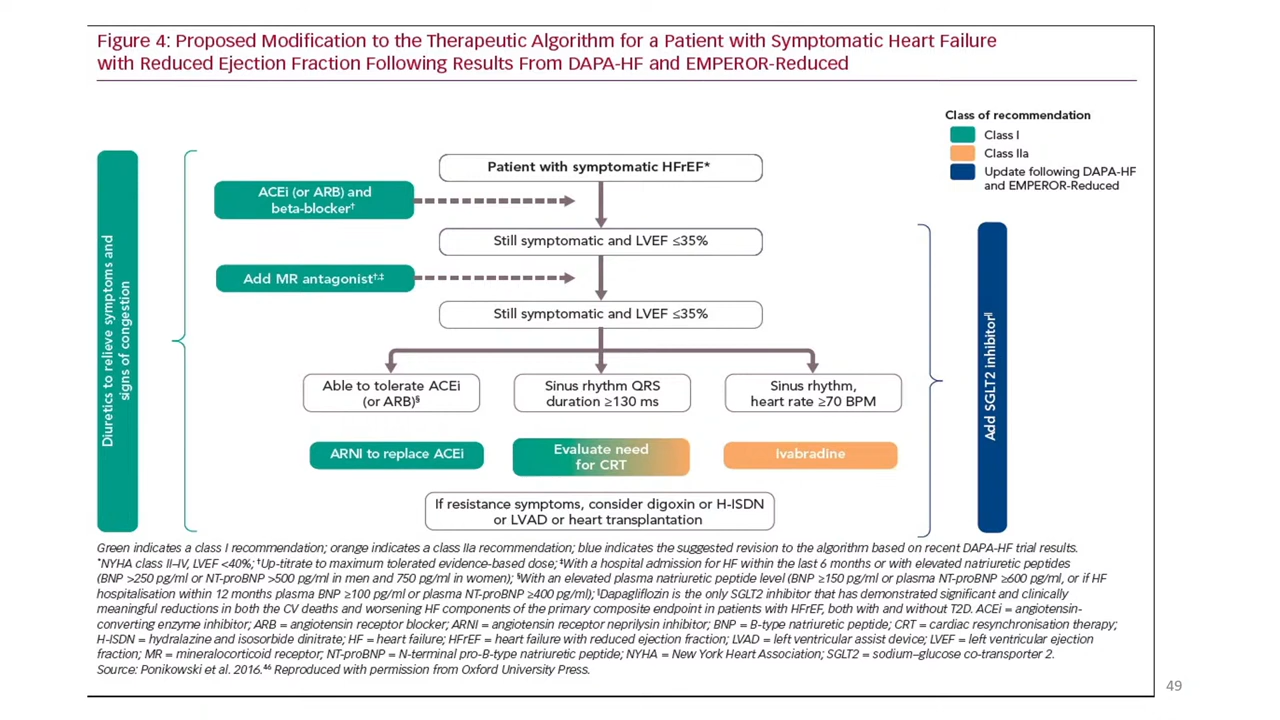 Figure 4: Proposed Modification to the Therapeutic Algorithm for a Patient with Symptomatic Heart Failure
with Reduced Ejection Fraction Following Results From DAPA-HF and EMPEROR-Reduced
Class of recommendation
Class I
Class IIa
Update following DAPA-HF
and EMPEROR-Reduced
Diuretics to relieve symptoms and
signs of congestion
Patient with symptomatic HFrEF*
ACEi (or ARB) and
beta-blocker†
Still symptomatic and LVEF ≤35%
Add MR antagonist†,‡
Still symptomatic and LVEF ≤35%
Able to tolerate ACEi
(or ARB)§
Sinus rhythm QRS
duration ≥130 ms
Sinus rhythm,
heart rate ≥70 BPM
ARNI to replace ACEi
Evaluate need
for CRT
Ivabradine
If resistance symptoms, consider digoxin or H-ISDN
or LVAD or heart transplantation
Add SGLT2 inhibitor||
Green indicates a class I recommendation; orange indicates a class IIa recommendation; blue indicates the suggested revision to the algorithm based on recent DAPA-HF trial results.
*NYHA class II–IV, LVEF <40%; †Up-titrate to maximum tolerated evidence-based dose; ‡With a hospital admission for HF within the last 6 months or with elevated natriuretic peptides
(BNP >250 pg/ml or NT-proBNP >500 pg/ml in men and 750 pg/ml in women); §With an elevated plasma natriuretic peptide level (BNP ≥150 pg/ml or plasma NT-proBNP ≥600 pg/ml, or if HF
hospitalisation within 12 months plasma BNP ≥100 pg/ml or plasma NT-proBNP ≥400 pg/ml); ||Dapagliflozin is the only SGLT2 inhibitor that has demonstrated significant and clinically
meaningful reductions in both the CV deaths and worsening HF components of the primary composite endpoint in patients with HFrEF, both with and without T2D. ACEi = angiotensin-
converting enzyme inhibitor; ARB = angiotensin receptor blocker; ARNI = angiotensin receptor neprilysin inhibitor; BNP = B-type natriuretic peptide; CRT = cardiac resynchronisation therapy;
H-ISDN = hydralazine and isosorbide dinitrate; HF = heart failure; HFrEF = heart failure with reduced ejection fraction; LVAD = left ventricular assist device; LVEF = left ventricular ejection
fraction; MR = mineralocorticoid receptor; NT-proBNP = N-terminal pro-B-type natriuretic peptide; NYHA = New York Heart Association; SGLT2 = sodium–glucose co-transporter 2.
Source: Ponikowski et al. 2016.⁴⁶ Reproduced with permission from Oxford University Press.
49